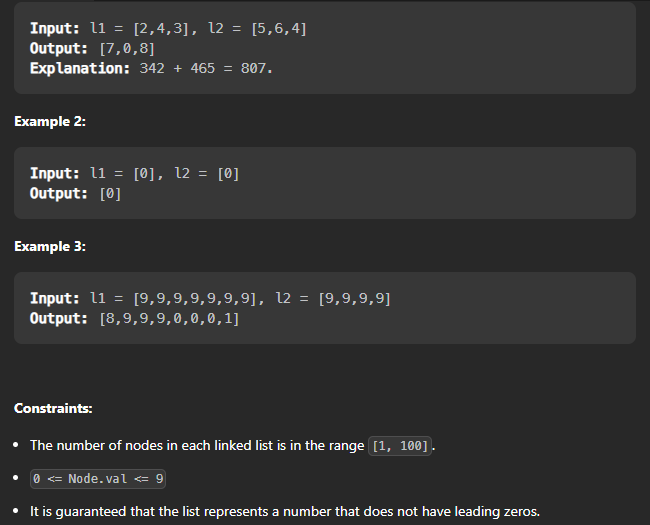 Input: l1 = [2,4,3], l2 = [5,6,4]
Output: [7,0,8]
Explanation: 342 + 465 = 807.
Example 2:
Input: l1 = [0], l2 = [0]
Output: [0]
Example 3:
Input: l1 = [9,9,9,9,9,9,9], l2 = [9,9,9,9]
Output: [8,9,9,9,0,0,0,1]
Constraints:
• The number of nodes in each linked list is in the range [1, 100].
• 0 <= Node.val <= 9
• It is guaranteed that the list represents a number that does not have leading zeros.